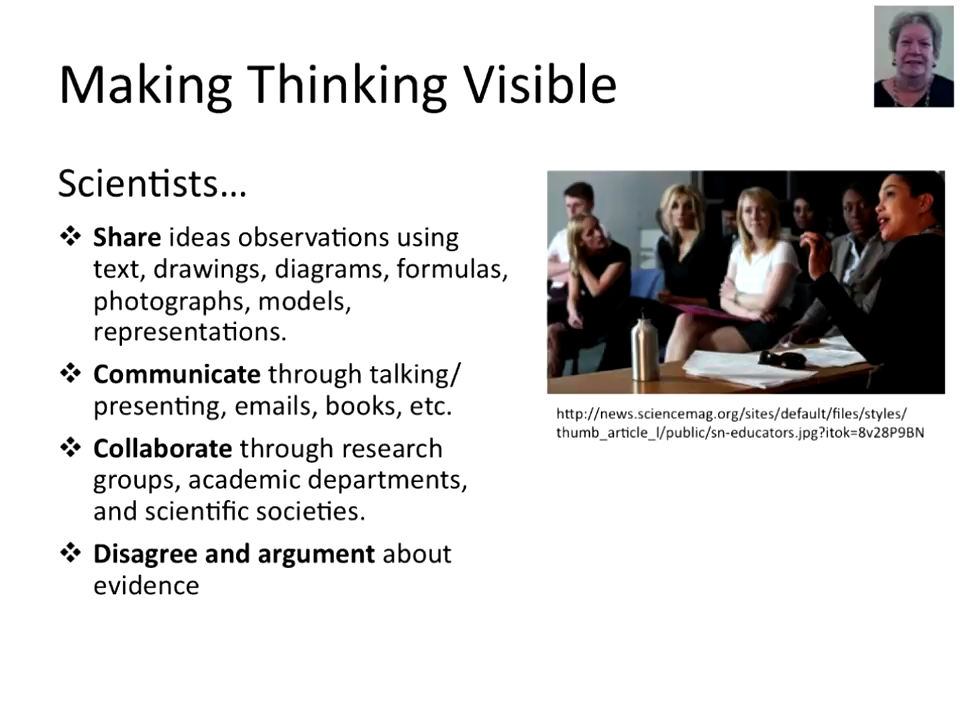 Making Thinking Visible
Scientists...
❖ Share ideas observations using
text, drawings, diagrams, formulas,
photographs, models,
representations.
❖ Communicate through talking/
presenting, emails, books, etc.
❖ Collaborate through research
groups, academic departments,
and scientific societies.
❖ Disagree and argument about
evidence
http://news.sciencemag.org/sites/default/files/styles/
thumb_article_l/public/sn-educators.jpg?itok=8v28P9BN